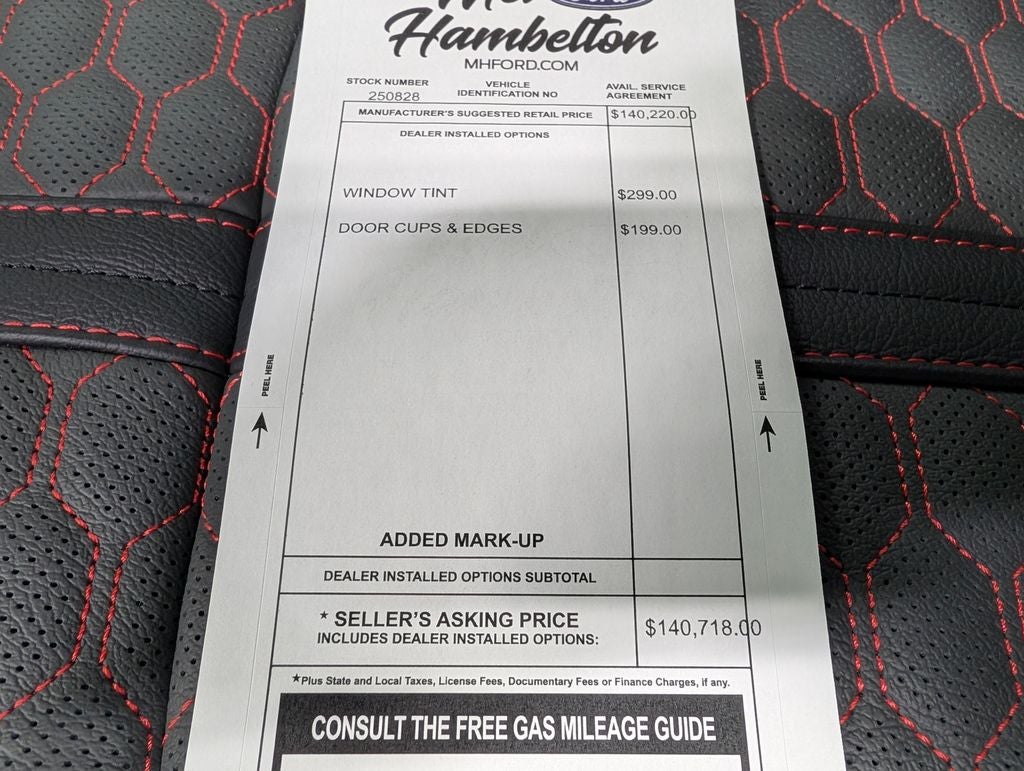 Hambelton
MHFORD.COM
STOCK NUMBER
250828
VEHICLE
IDENTIFICATION NO
AVAIL. SERVICE
AGREEMENT
MANUFACTURER'S SUGGESTED RETAIL PRICE $140,220.00
DEALER INSTALLED OPTIONS
WINDOW TINT $299.00
DOOR CUPS & EDGES $199.00
PEEL HERE
PEEL HERE
ADDED MARK-UP
DEALER INSTALLED OPTIONS SUBTOTAL
* SELLER'S ASKING PRICE
INCLUDES DEALER INSTALLED OPTIONS:
$140,718.00
*Plus State and Local Taxes, License Fees, Documentary Fees or Finance Charges, if any.
CONSULT THE FREE GAS MILEAGE GUIDE